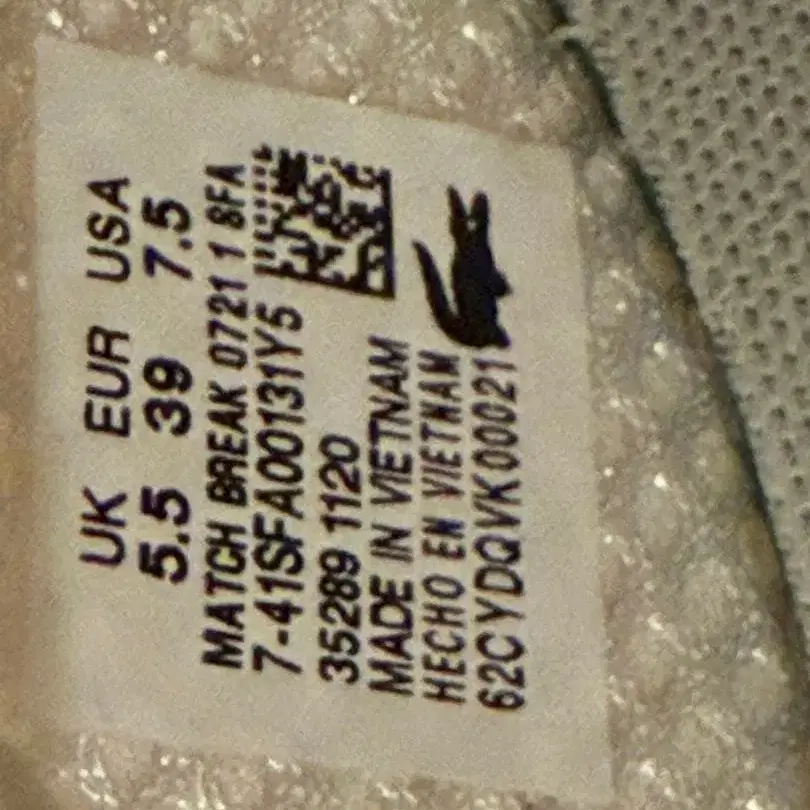 UK EUR USA
5.5 39 7.5
MATCH BREAK 0721 1 SFA
7-41SFA00131Y5
35289 1120
MADE IN VIETNAM
HECHO EN VIETNAM
62CYDQVK00021